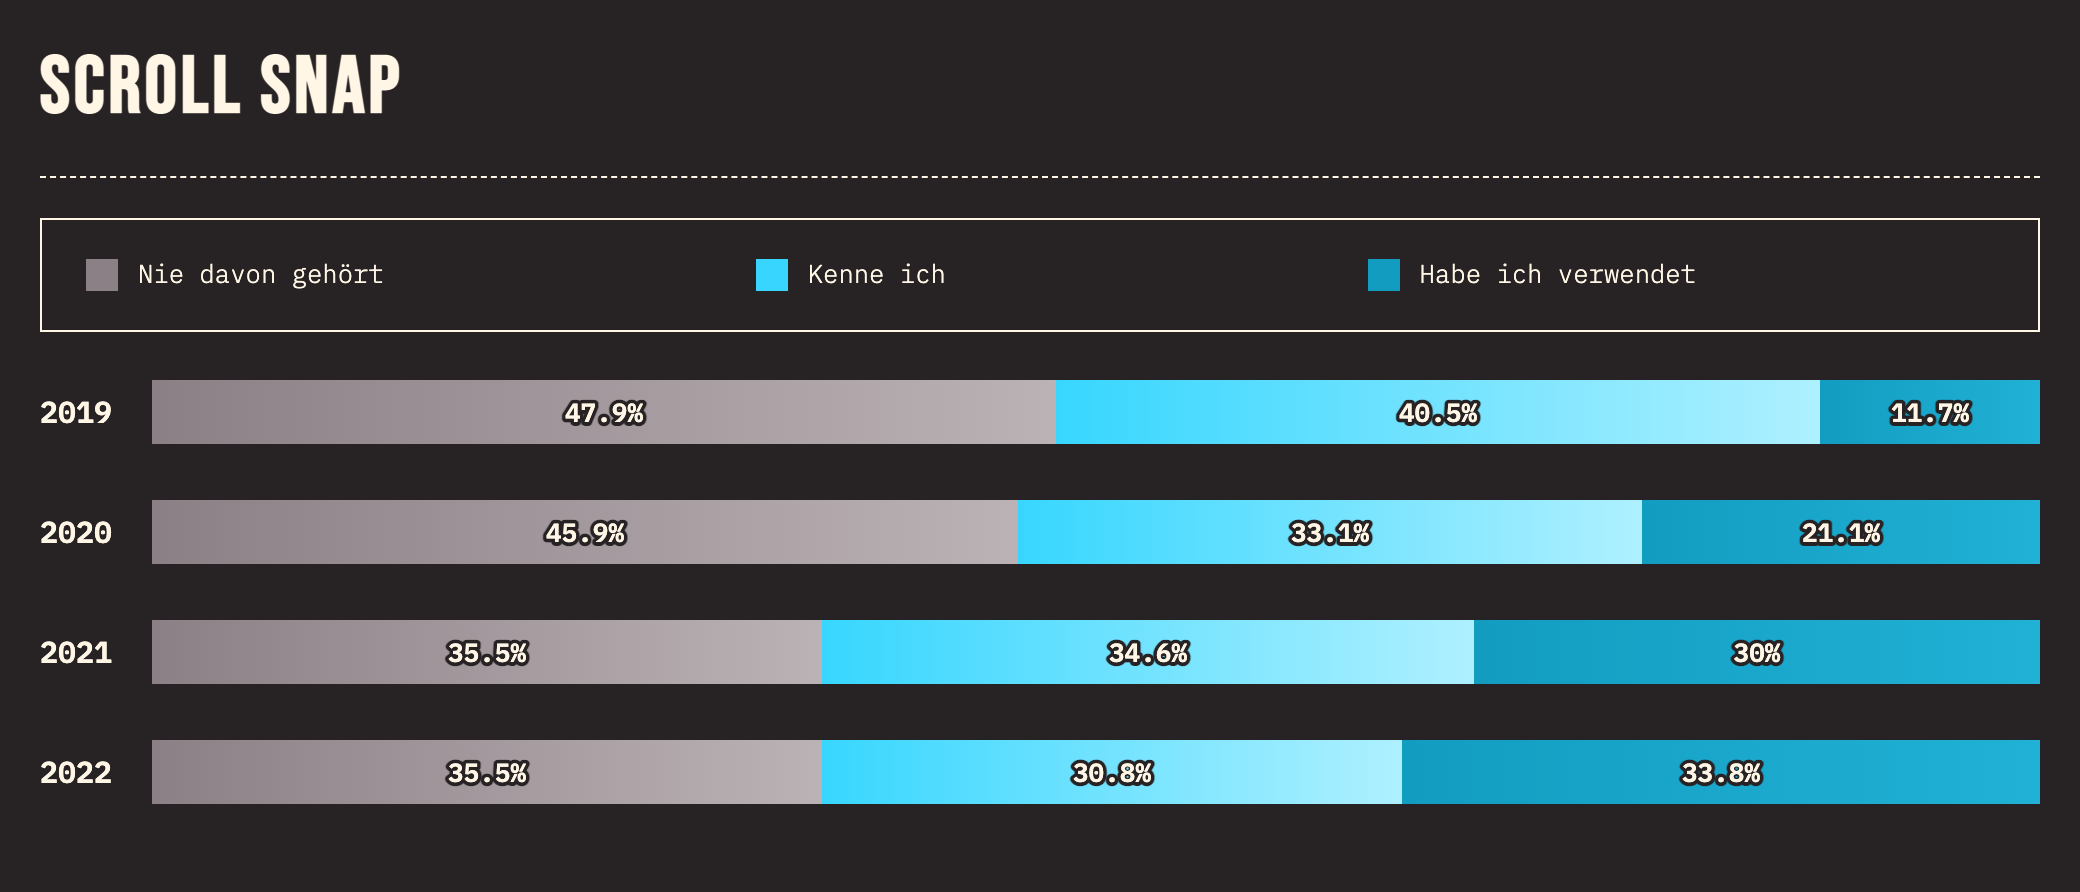 SCROLL SNAP
Nie davon gehört Kenne ich Habe ich verwendet
2019 47.9% 40.5% 11.7%
2020 45.9% 33.1% 21.1%
2021 35.5% 34.6% 30%
2022 35.5% 30.8% 33.8%